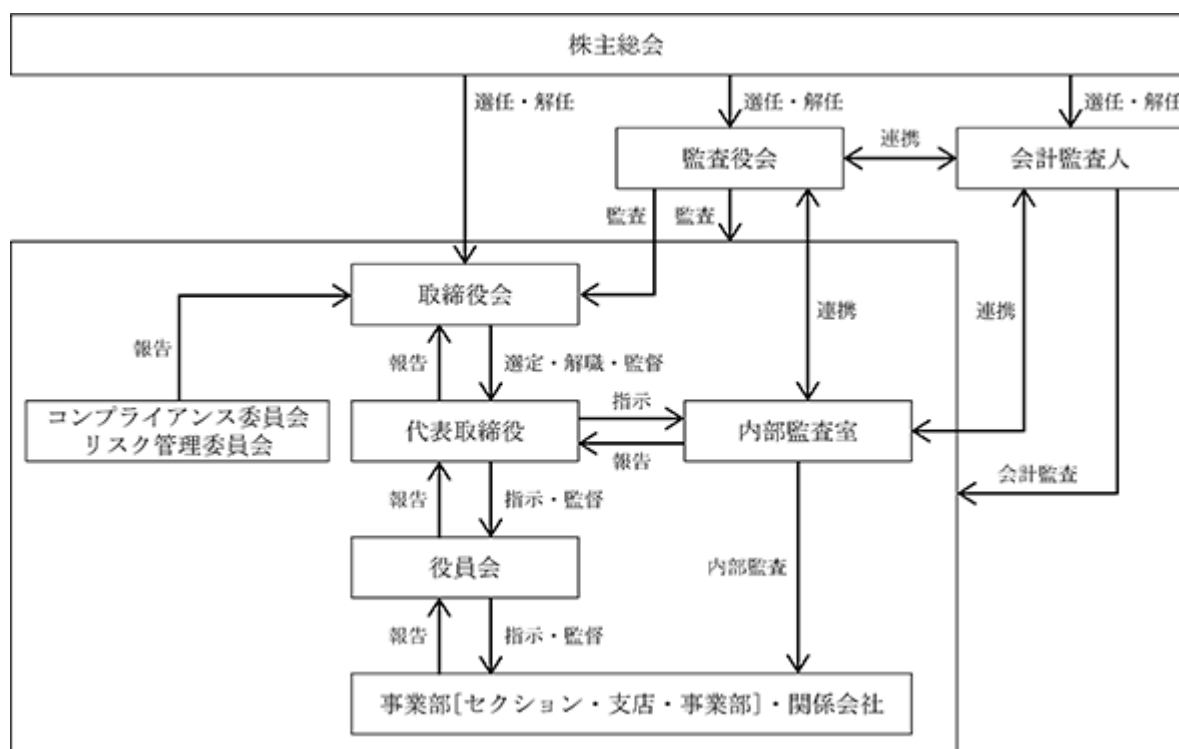 株主総会
選任・解任
選任・解任
選任・解任
監査役会
連携
会計監査人
監査
監査
取締役会
連携
連携
報告
報告
選定・解職・監督
コンプライアンス委員会
リスク管理委員会
代表取締役
指示
報告
内部監査室
会計監査
報告
指示・監督
役員会
内部監査
報告
指示・監督
事業部[セクション・支店・事業部]・関係会社